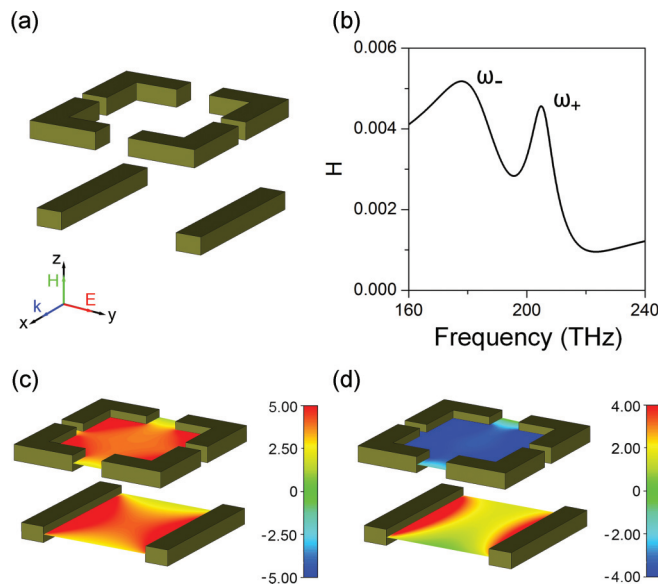 (a)
z
H
k
E
x
y
(b)
0.006
0.004
0.002
0.000
H
ω₋
ω₊
160
200
240
Frequency (THz)
(c)
5.00
2.50
0
-2.50
-5.00
(d)
4.00
2.00
0
-2.00
-4.00